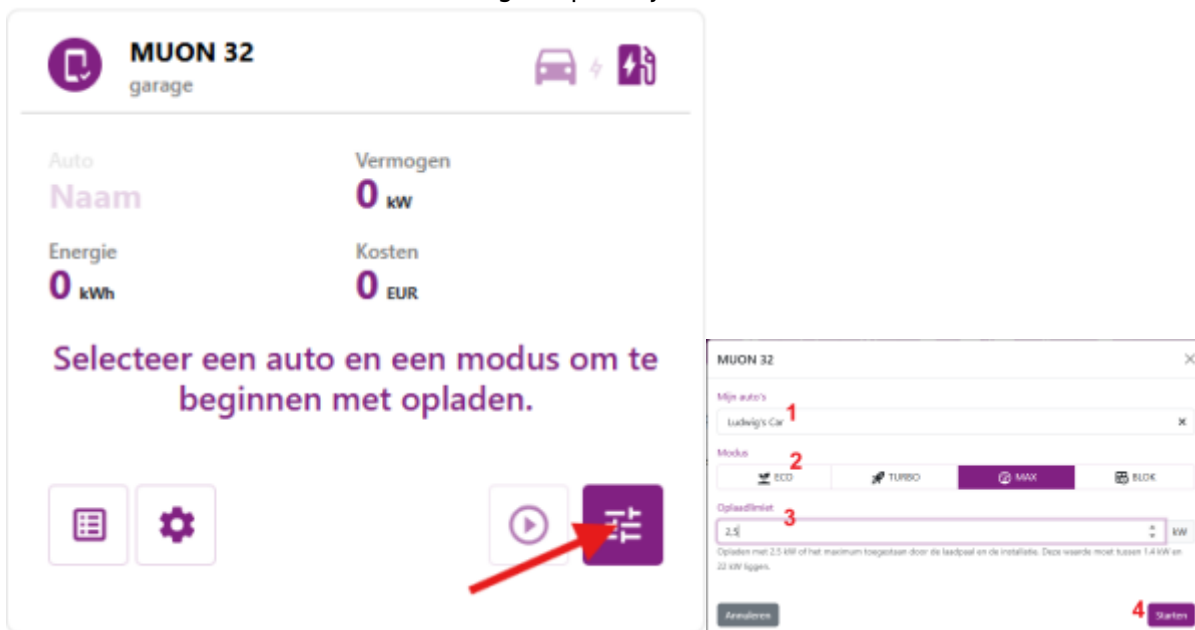 MUON 32
garage
Auto
Naam
Vermogen
0 kW
Energie
0 kWh
Kosten
0 EUR
Selecteer een auto en een modus om te
beginnen met opladen.
MUON 32
Mijn auto's
1
Ludwig's Car
Modus
2
ECO
TURBO
MAX
BLOK
Oplaadlimiet
3
2,5
kW
Opladen met 2.5 kW of het maximum toegestaan door de laadpaal en de installatie. Deze waarde moet tussen 1.4 kW en
22 kW liggen.
Annuleren
4
Starten